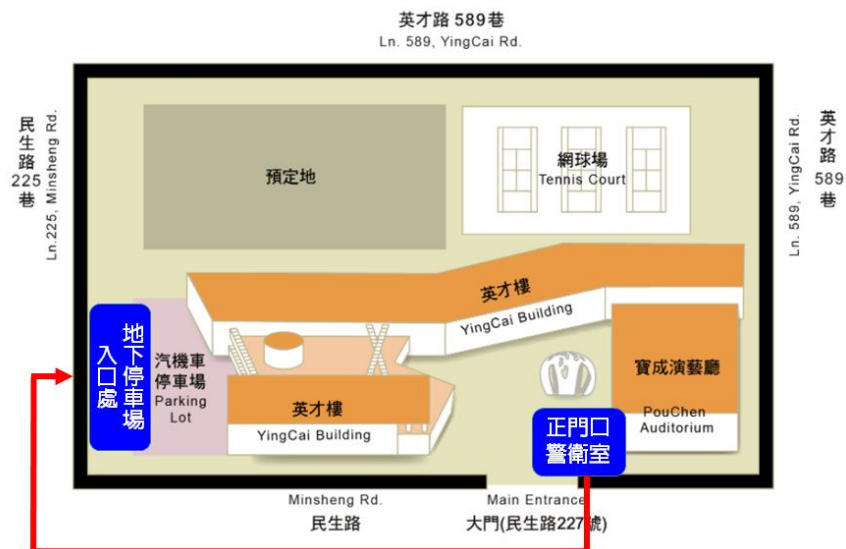 英才路 589巷
Ln. 589, YingCai Rd.
民生路225巷
Ln.225, Minsheng Rd.
預定地
網球場
Tennis Court
英才路589巷
Ln. 589, YingCai Rd.
英才樓
YingCai Building
地下停車場
入口處
汽機車
停車場
Parking
Lot
英才樓
YingCai Building
寶成演藝廳
PouChen
Auditorium
正門口
警衛室
Minsheng Rd.
民生路
Main Entrance
大門(民生路227號)